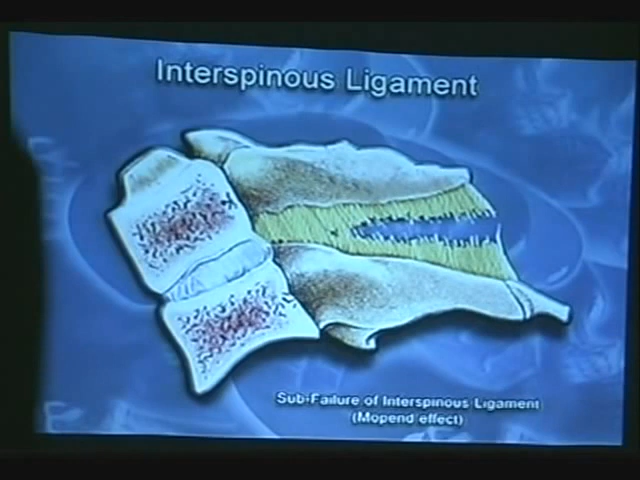 Interspinous Ligament
Sub-Failure of Interspinous Ligament
(Mopend effect)